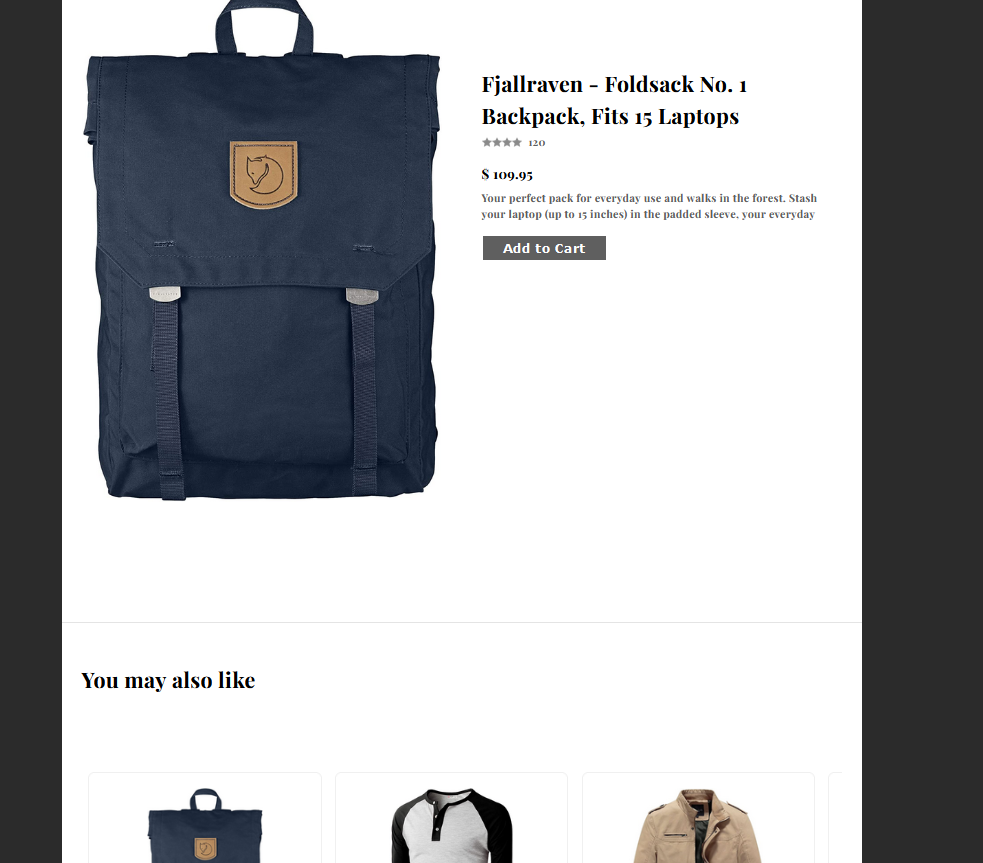 Fjallraven - Foldsack No. 1
Backpack, Fits 15 Laptops
120
$ 109.95
Your perfect pack for everyday use and walks in the forest. Stash
your laptop (up to 15 inches) in the padded sleeve, your everyday
Add to Cart
You may also like